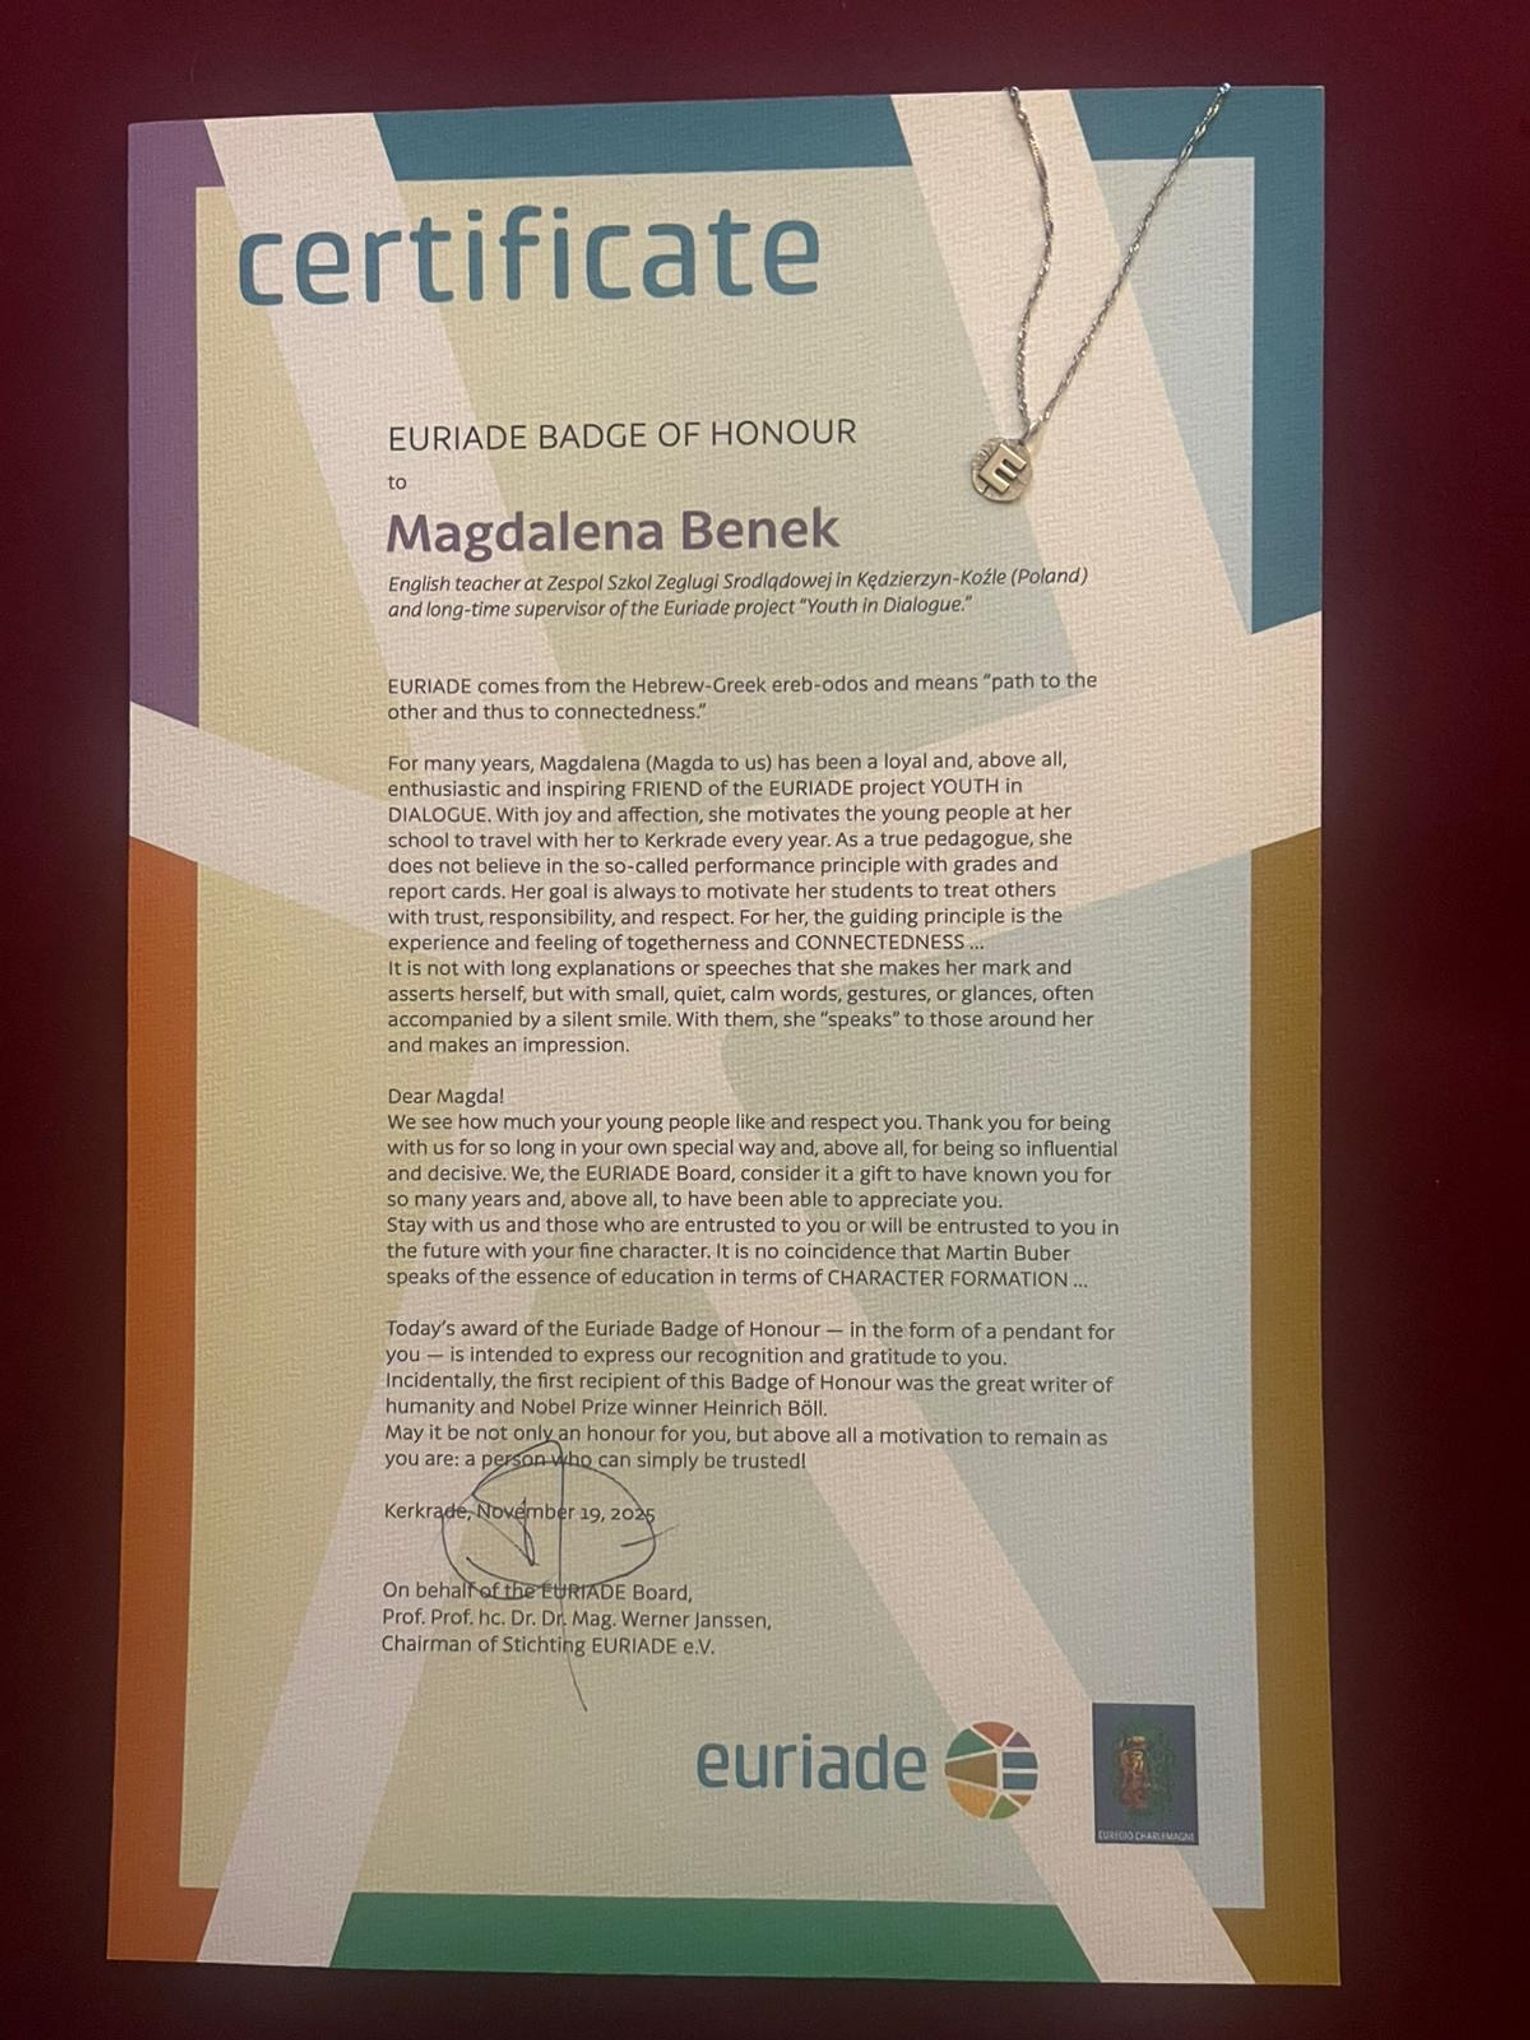 certificate
EURIADE BADGE OF HONOUR
to
Magdalena Benek
English teacher at Zespol Szkol Zeglugi Srodlądowej in Kędzierzyn-Koźle (Poland)
and long-time supervisor of the Euriade project “Youth in Dialogue.”
EURIADE comes from the Hebrew-Greek ereb-odos and means “path to the
other and thus to connectedness.”
For many years, Magdalena (Magda to us) has been a loyal and, above all,
enthusiastic and inspiring FRIEND of the EURIADE project YOUTH in
DIALOGUE. With joy and affection, she motivates the young people at her
school to travel with her to Kerkrade every year. As a true pedagogue, she
does not believe in the so-called performance principle with grades and
report cards. Her goal is always to motivate her students to treat others
with trust, responsibility, and respect. For her, the guiding principle is the
experience and feeling of togetherness and CONNECTEDNESS ...
It is not with long explanations or speeches that she makes her mark and
asserts herself, but with small, quiet, calm words, gestures, or glances, often
accompanied by a silent smile. With them, she “speaks” to those around her
and makes an impression.
Dear Magda!
We see how much your young people like and respect you. Thank you for being
with us for so long in your own special way and, above all, for being so influential
and decisive. We, the EURIADE Board, consider it a gift to have known you for
so many years and, above all, to have been able to appreciate you.
Stay with us and those who are entrusted to you or will be entrusted to you in
the future with your fine character. It is no coincidence that Martin Buber
speaks of the essence of education in terms of CHARACTER FORMATION ...
Today’s award of the Euriade Badge of Honour — in the form of a pendant for
you — is intended to express our recognition and gratitude to you.
Incidentally, the first recipient of this Badge of Honour was the great writer of
humanity and Nobel Prize winner Heinrich Böll.
May it be not only an honour for you, but above all a motivation to remain as
you are: a person who can simply be trusted!
Kerkrade, November 19, 2025
On behalf of the EURIADE Board,
Prof. Prof. hc. Dr. Dr. Mag. Werner Janssen,
Chairman of Stichting EURIADE e.V.
euriade
EUREGIO CHARLEMAGNE
E